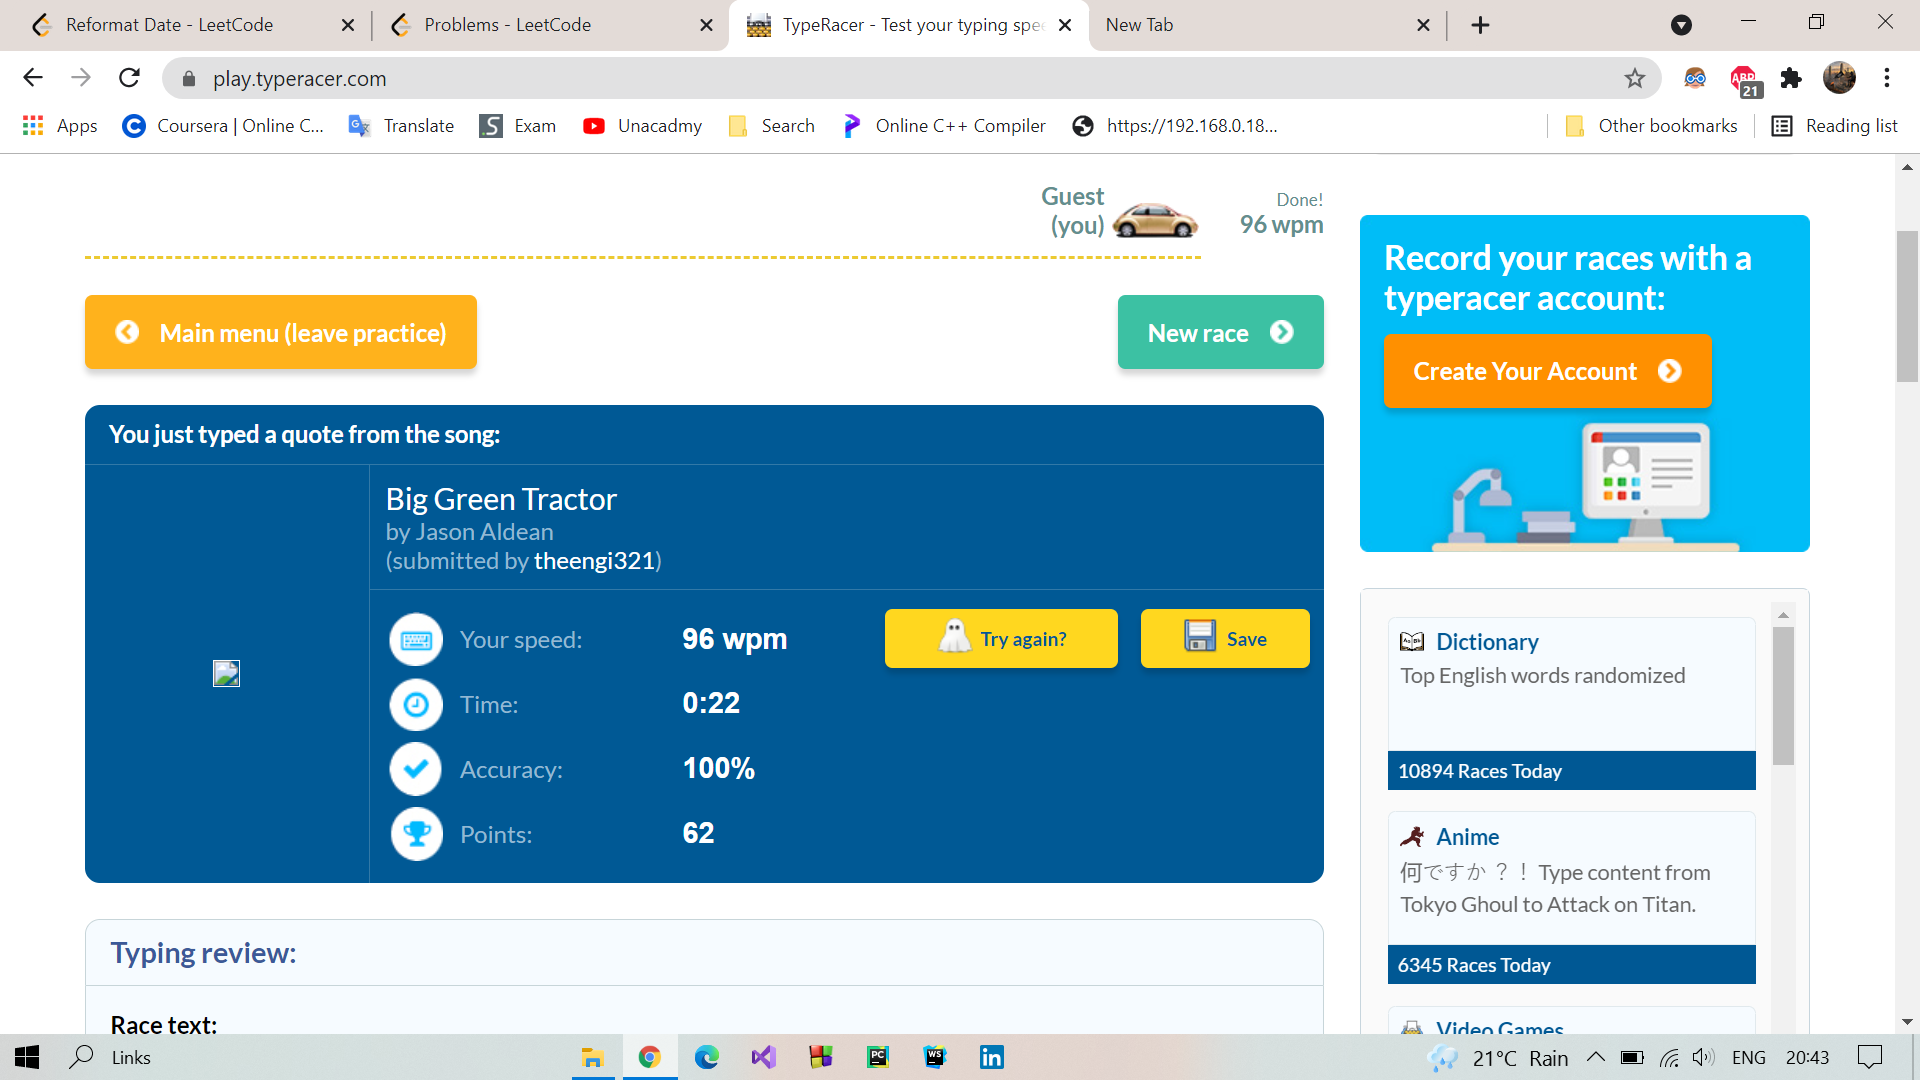 Reformat Date - LeetCode
Problems - LeetCode
TypeRacer - Test your typing spee
New Tab
play.typeracer.com
ABP
21
Apps
Coursera | Online C...
Translate
Exam
Unacadmy
Search
Online C++ Compiler
https://192.168.0.18...
Other bookmarks
Reading list
Guest
(you)
Done!
96 wpm
Main menu (leave practice)
New race
Record your races with a
typeracer account:
Create Your Account
You just typed a quote from the song:
Big Green Tractor
by Jason Aldean
(submitted by theengi321)
Your speed:
96 wpm
Try again?
Save
Time:
0:22
Accuracy:
100%
Points:
62
Typing review:
Race text:
Dictionary
Top English words randomized
10894 Races Today
Anime
何ですか？！ Type content from
Tokyo Ghoul to Attack on Titan.
6345 Races Today
Video Games
Links
PC
WS
in
21°C Rain
ENG
20:43